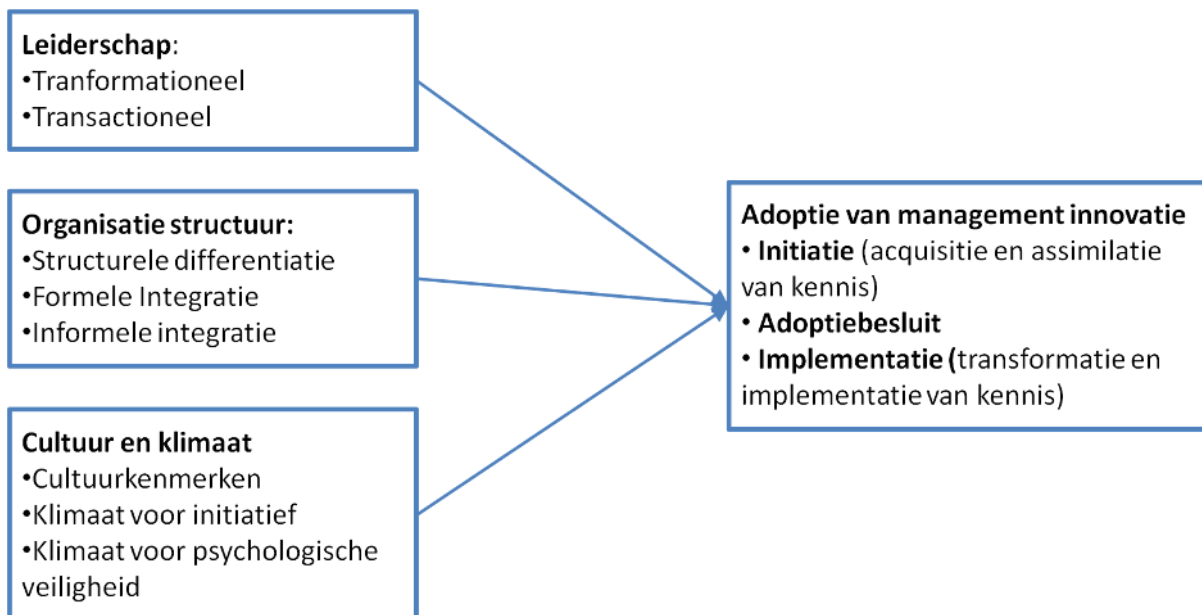 Leiderschap:
•Tranformationeel
•Transactioneel
Organisatie structuur:
•Structurele differentiatie
•Formele Integratie
•Informele integratie
Cultuur en klimaat
•Cultuurkenmerken
•Klimaat voor initiatief
•Klimaat voor psychologische
veiligheid
Adoptie van management innovatie
• Initiatie (acquisitie en assimilatie
van kennis)
• Adoptiebesluit
• Implementatie (transformatie en
implementatie van kennis)